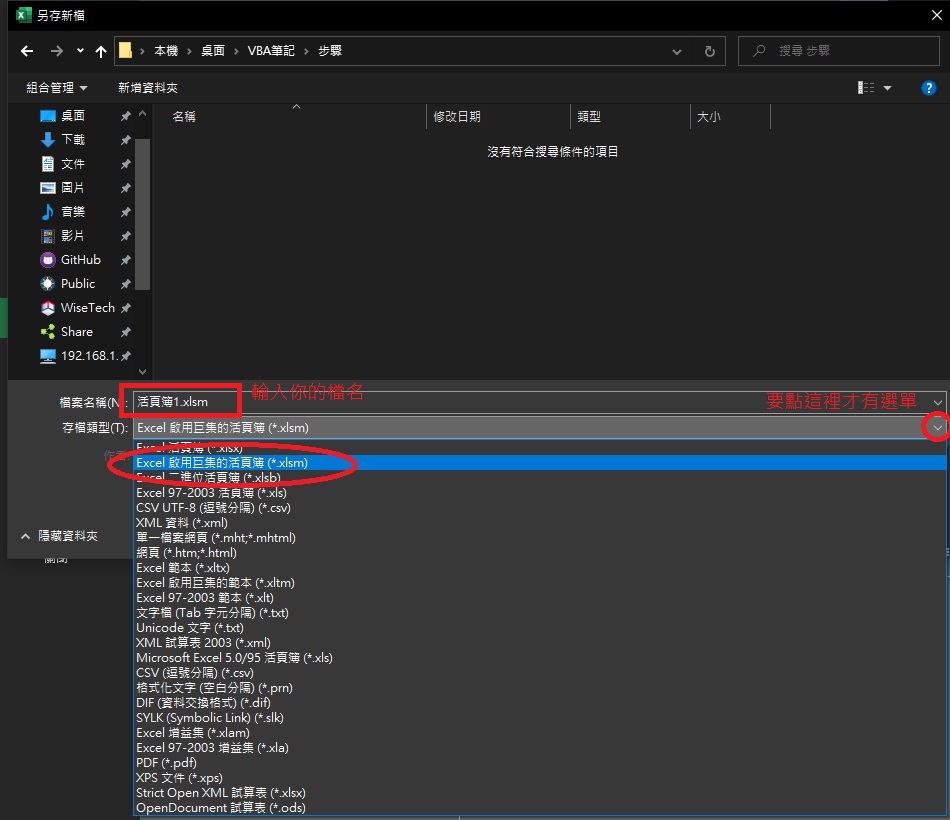 另存新檔
本機 › 桌面 › VBA筆記 › 步驟
搜尋 步驟
組合管理
新增資料夾
名稱
修改日期
類型
大小
沒有符合搜尋條件的項目
桌面
下載
文件
圖片
音樂
影片
GitHub
Public
WiseTech
Share
192.168.1.
輸入你的檔名
要點這裡才有選單
檔案名稱(N):
活頁簿1.xlsm
存檔類型(T):
Excel 啟用巨集的活頁簿 (*.xlsm)
作者:
Excel 活頁簿 (*.xlsx)
Excel 啟用巨集的活頁簿 (*.xlsm)
Excel 二進位活頁簿 (*.xlsb)
Excel 97-2003 活頁簿 (*.xls)
CSV UTF-8 (逗號分隔) (*.csv)
XML 資料 (*.xml)
單一檔案網頁 (*.mht;*.mhtml)
網頁 (*.htm;*.html)
Excel 範本 (*.xltx)
Excel 啟用巨集的範本 (*.xltm)
Excel 97-2003 範本 (*.xlt)
文字檔 (Tab 字元分隔) (*.txt)
Unicode 文字 (*.txt)
XML 試算表 2003 (*.xml)
Microsoft Excel 5.0/95 活頁簿 (*.xls)
CSV (逗號分隔) (*.csv)
格式化文字 (空白分隔) (*.prn)
DIF (資料交換格式) (*.dif)
SYLK (Symbolic Link) (*.slk)
Excel 增益集 (*.xlam)
Excel 97-2003 增益集 (*.xla)
PDF (*.pdf)
XPS 文件 (*.xps)
Strict Open XML 試算表 (*.xlsx)
OpenDocument 試算表 (*.ods)
隱藏資料夾
關閉